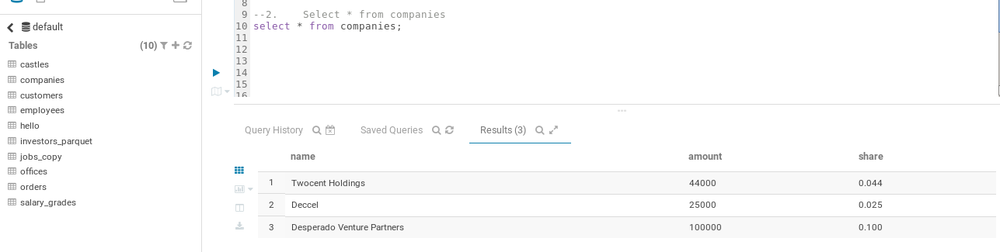 8
9 --2.    Select * from companies
10 select * from companies;
11
12
13
14
15
16
default
Tables (10)
castles
companies
customers
employees
hello
investors_parquet
jobs_copy
offices
orders
salary_grades
Query History Saved Queries Results (3)
name amount share
1 Twocent Holdings 44000 0.044
2 Deccel 25000 0.025
3 Desperado Venture Partners 100000 0.100